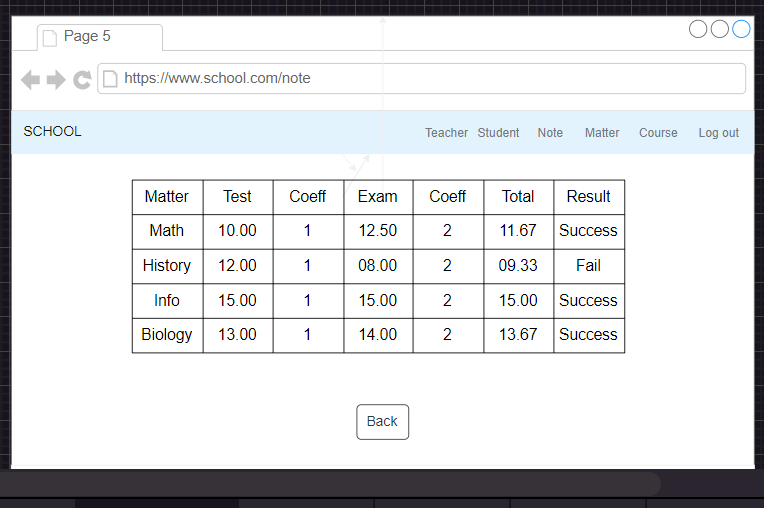 Page 5
https://www.school.com/note
SCHOOL Teacher Student Note Matter Course Log out
Matter Test Coeff Exam Coeff Total Result
Math 10.00 1 12.50 2 11.67 Success
History 12.00 1 08.00 2 09.33 Fail
Info 15.00 1 15.00 2 15.00 Success
Biology 13.00 1 14.00 2 13.67 Success
Back